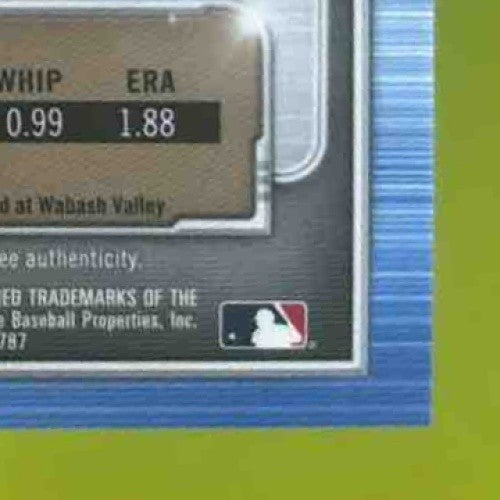 WHIP ERA
0.99 1.88
d at Wabash Valley
ee authenticity.
ED TRADEMARKS OF THE
e Baseball Properties, Inc.
787